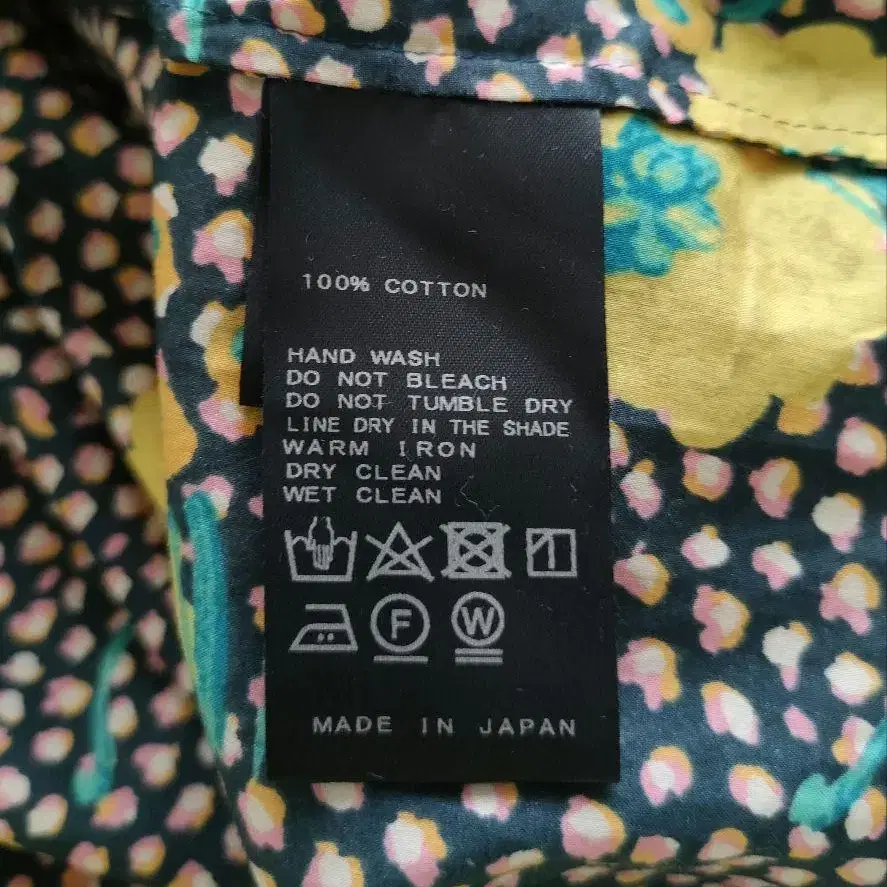 100% COTTON
HAND WASH
DO NOT BLEACH
DO NOT TUMBLE DRY
LINE DRY IN THE SHADE
WARM IRON
DRY CLEAN
WET CLEAN
F W
MADE IN JAPAN